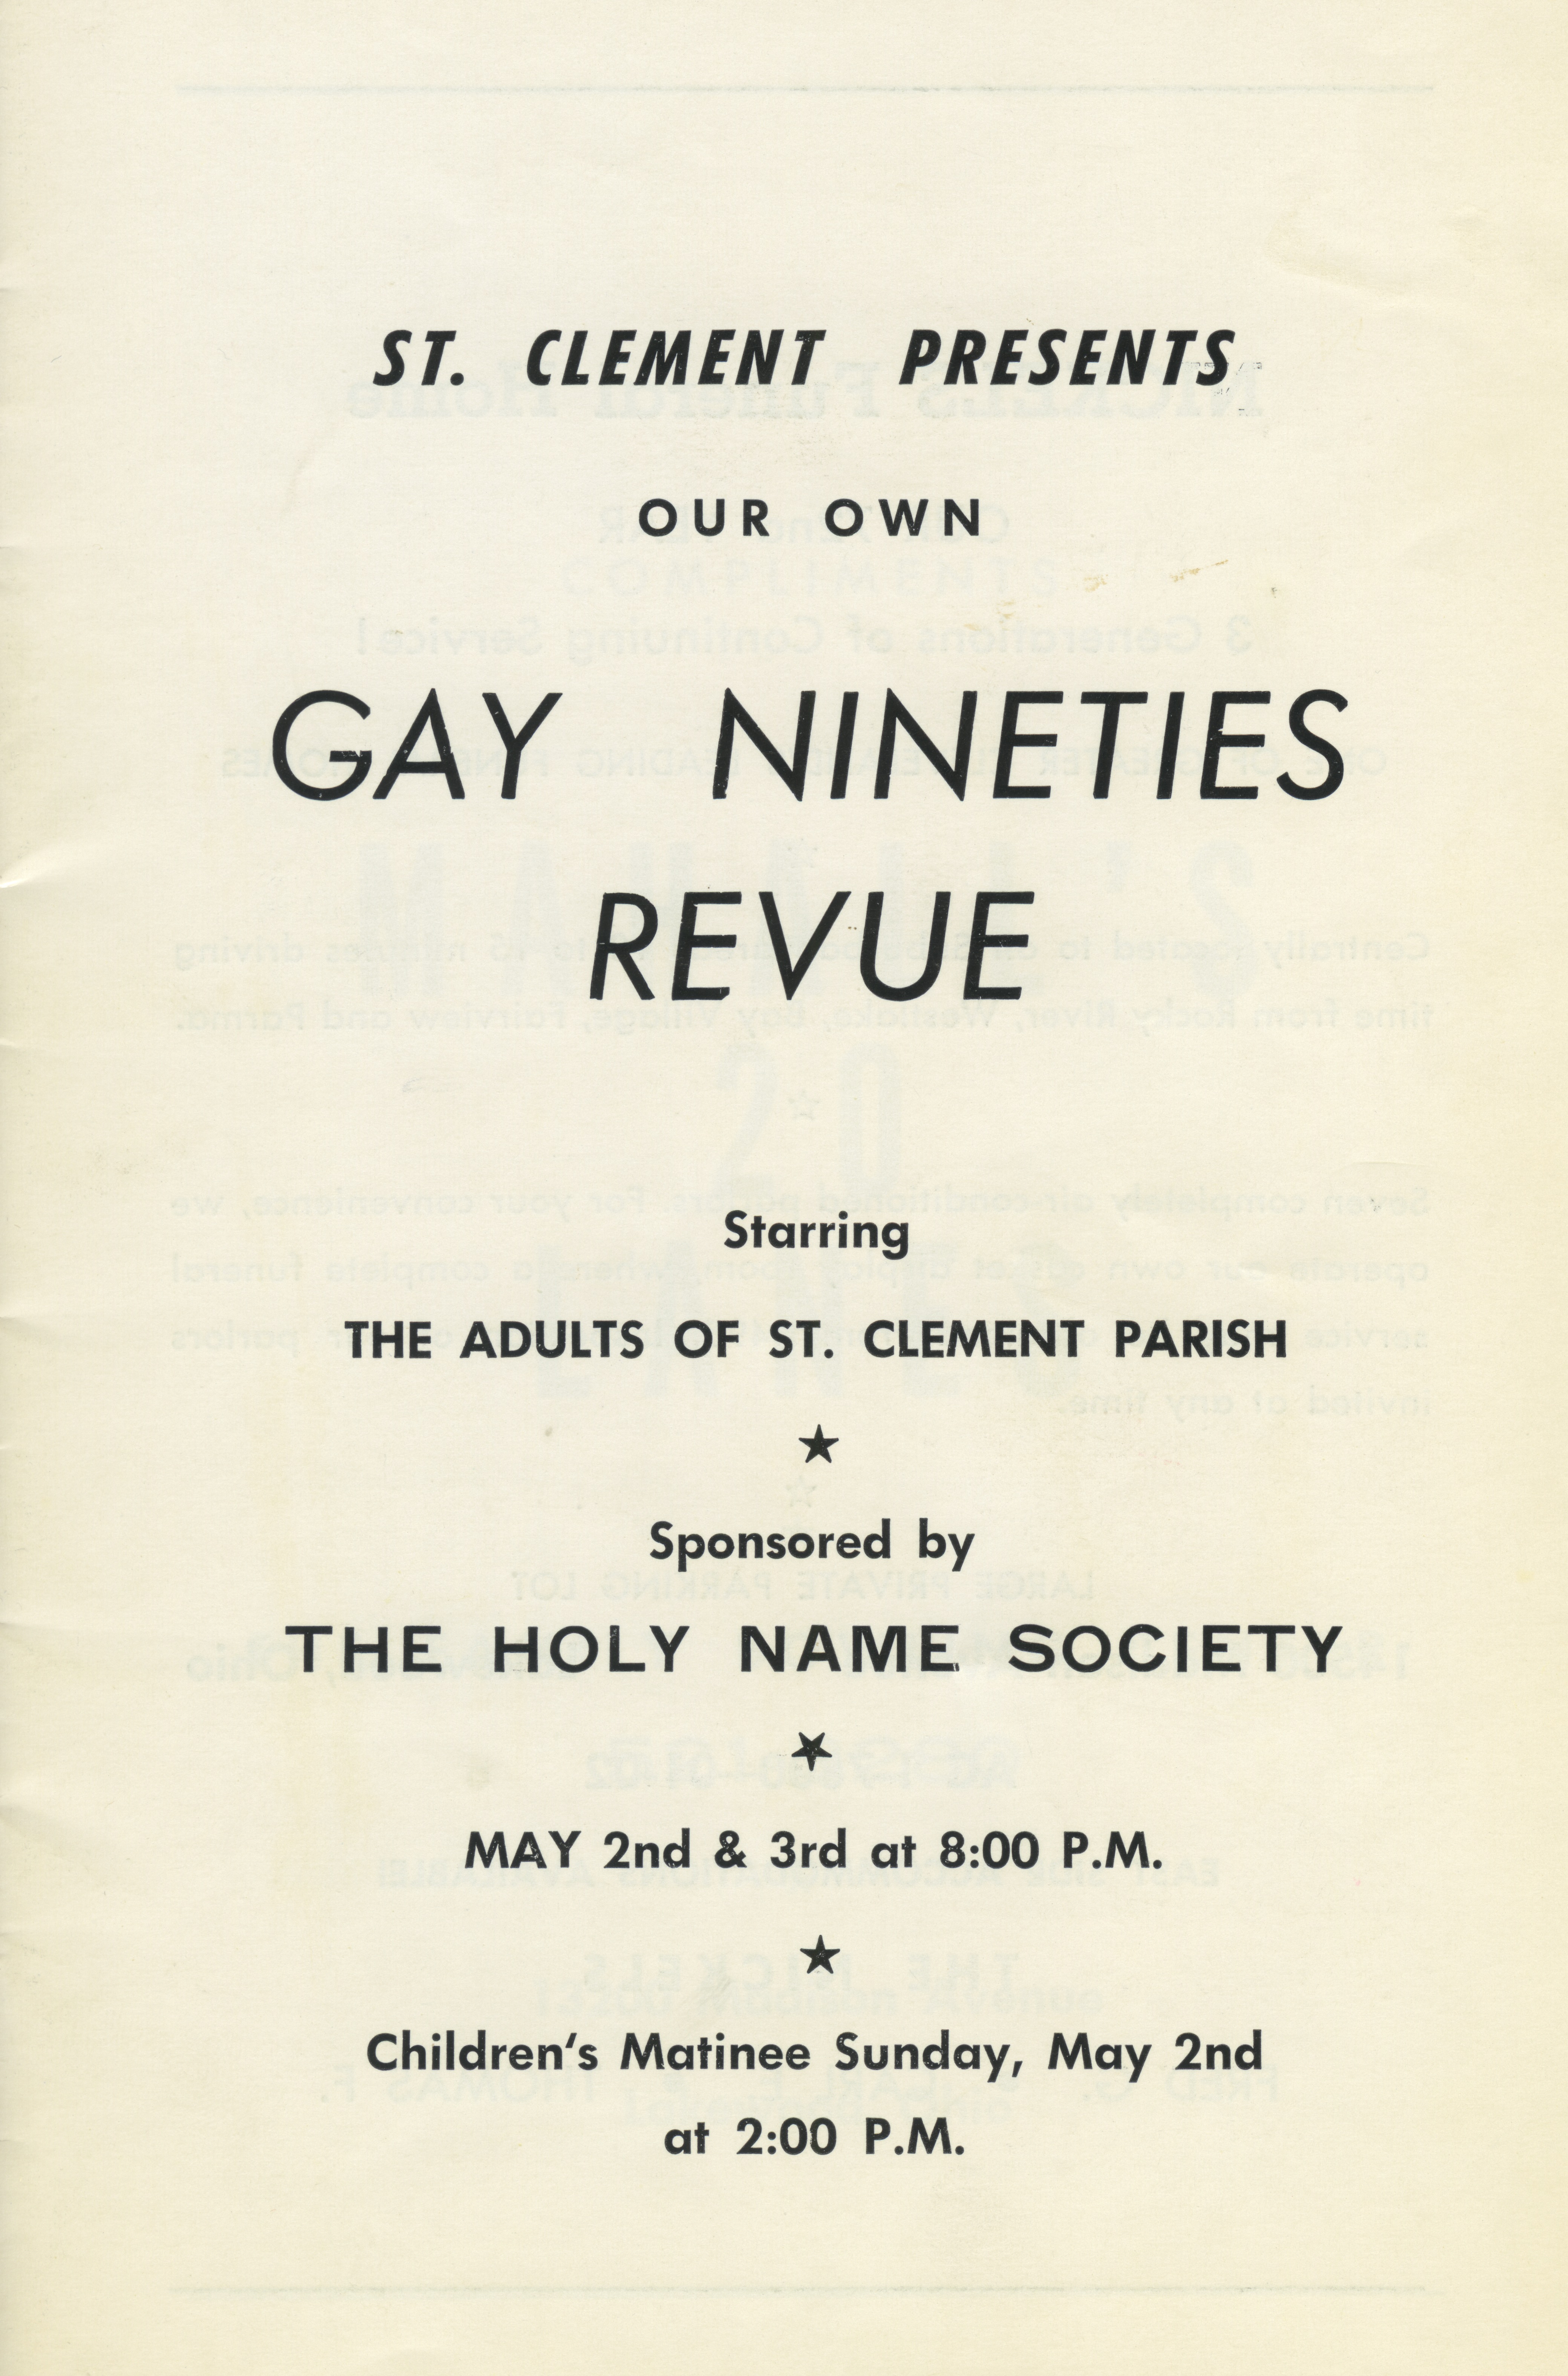 ST. CLEMENT PRESENTS
OUR OWN
GAY NINETIES
REVUE
Starring
THE ADULTS OF ST. CLEMENT PARISH
★
Sponsored by
THE HOLY NAME SOCIETY
★
MAY 2nd & 3rd at 8:00 P.M.
★
Children's Matinee Sunday, May 2nd
at 2:00 P.M.